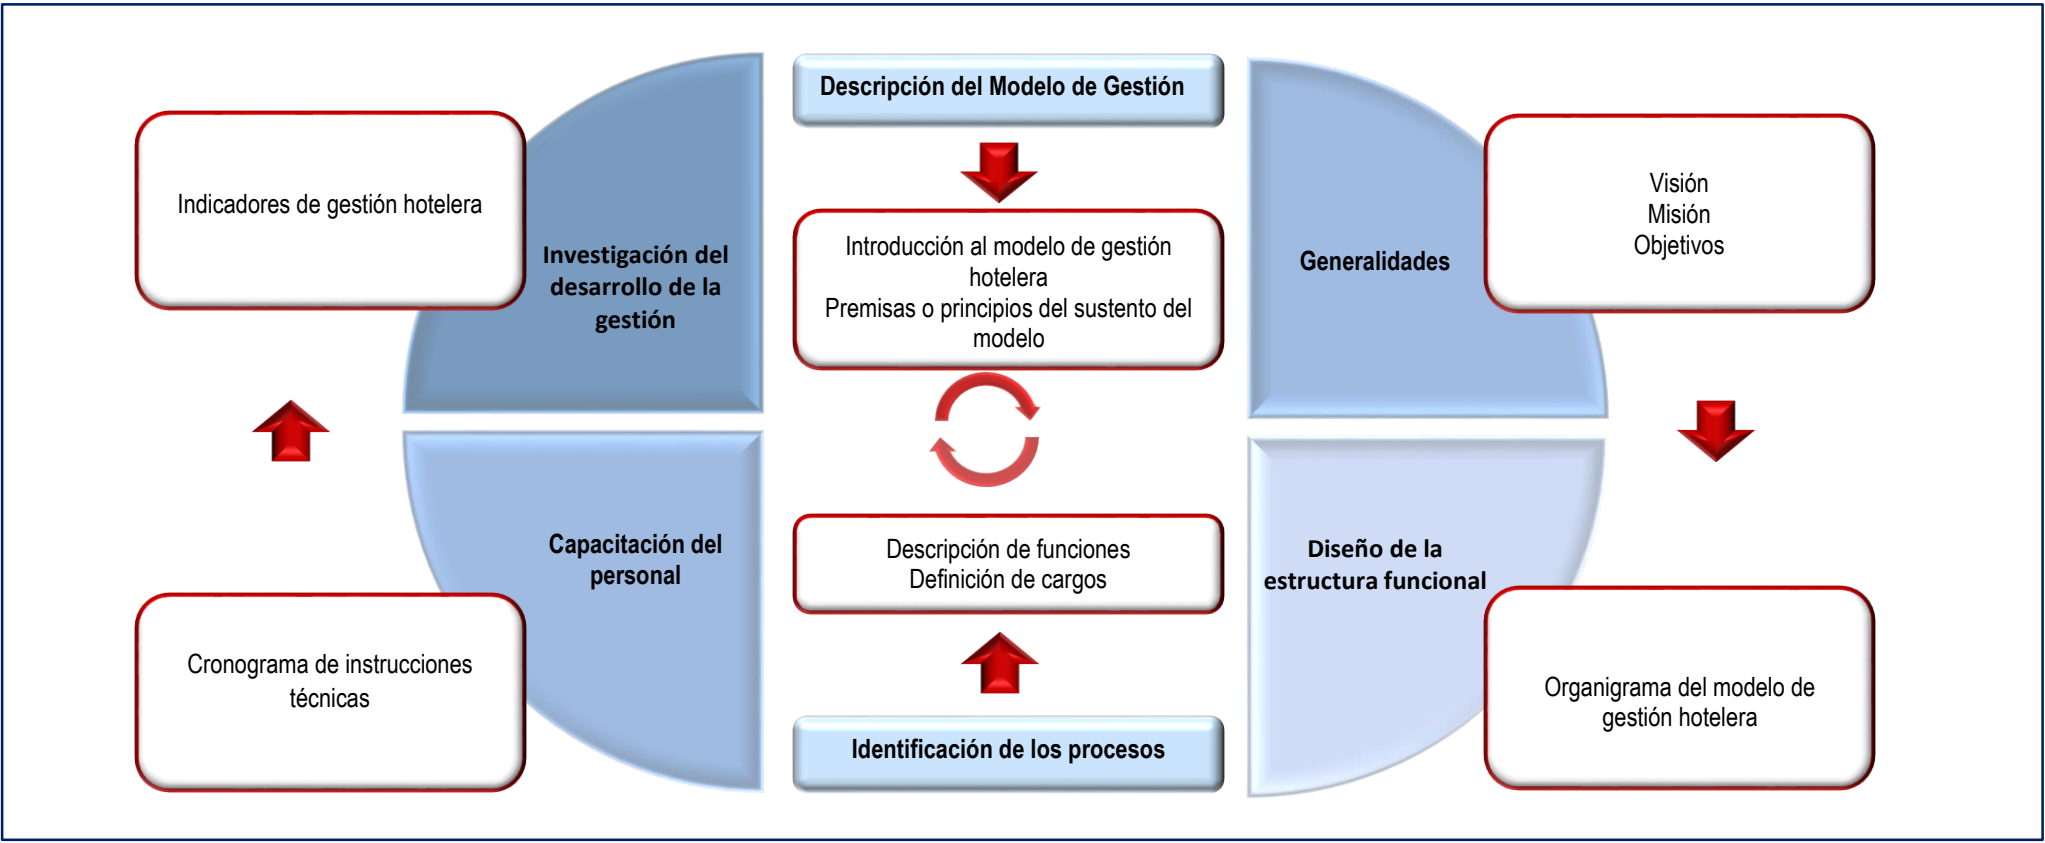 Descripción del Modelo de Gestión
Introducción al modelo de gestión
hotelera
Premisas o principios del sustento del
modelo
Generalidades
Visión
Misión
Objetivos
Diseño de la
estructura funcional
Organigrama del modelo de
gestión hotelera
Identificación de los procesos
Descripción de funciones
Definición de cargos
Capacitación del
personal
Cronograma de instrucciones
técnicas
Investigación del
desarrollo de la
gestión
Indicadores de gestión hotelera